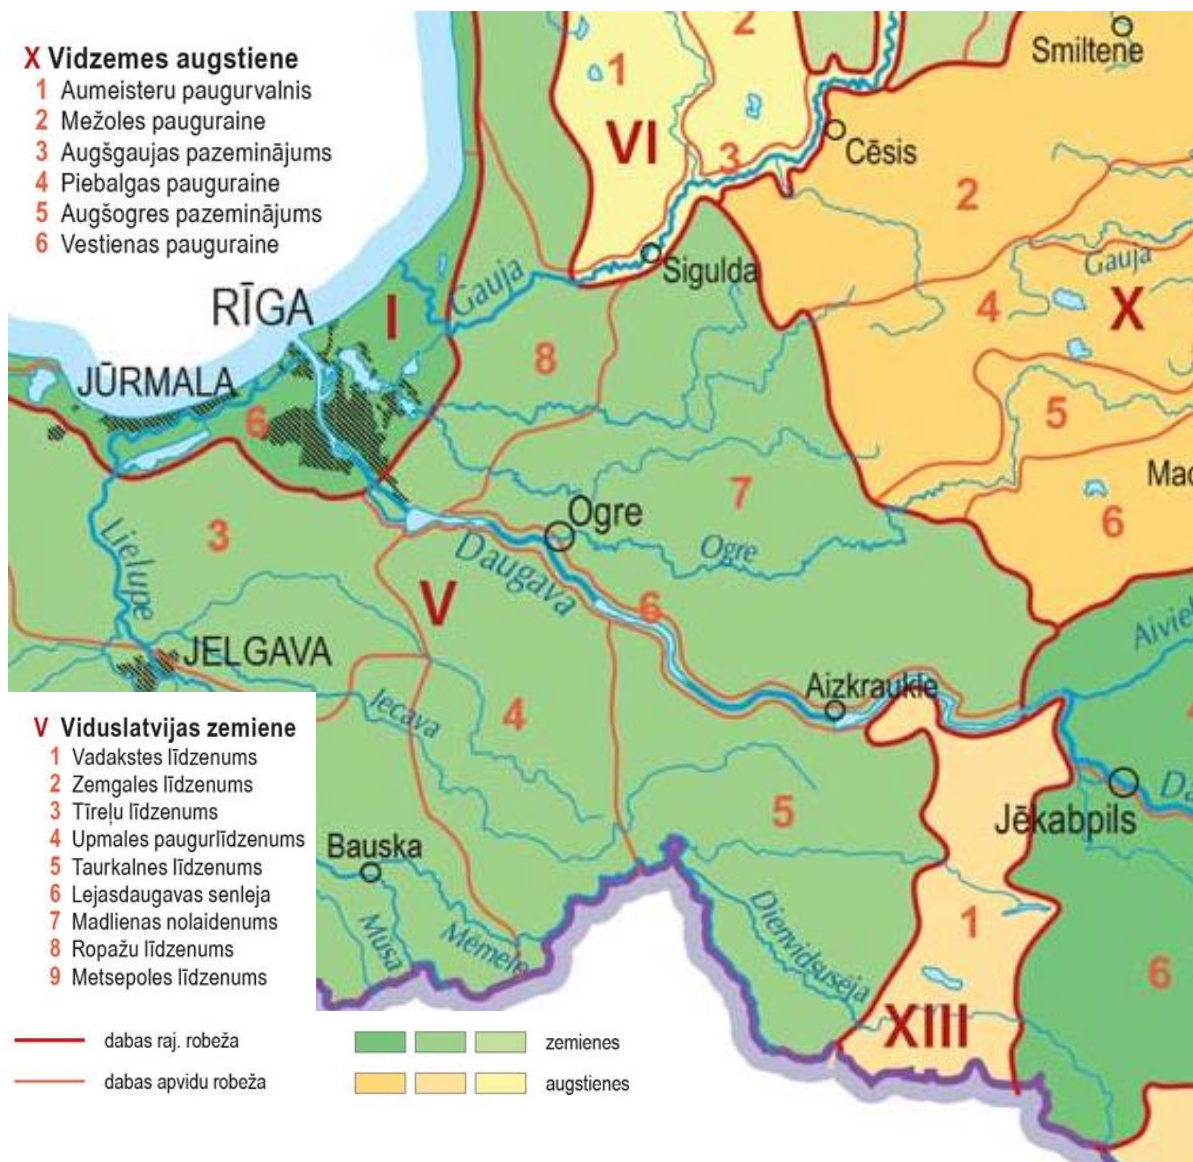 X Vidzemes augstiene
1 Aumeisteru paugurvalnis
2 Mežoles pauguraine
3 Augšgaujas pazeminājums
4 Piebalgas pauguraine
5 Augšogres pazeminājums
6 Vestienas pauguraine
2
Smiltene
1
VI
3
Cēsis
2
Sigulda
Gauja
Gauja
RĪGA
I
4
X
8
JŪRMALA
6
5
7
Mad
3
Ogre
6
Lielupe
Daugava
Ogre
V
6
Aiviek
JELGAVA
Aizkraukle
Iecava
4
V Viduslatvijas zemiene
1 Vadakstes līdzenums
2 Zemgales līdzenums
3 Tīreļu līdzenums
4 Upmales paugurlīdzenums
5 Taurkalnes līdzenums
6 Lejasdaugavas senleja
7 Madlienas nolaidenums
8 Ropažu līdzenums
9 Metsepoles līdzenums
5
Da
Jēkabpils
Bauska
Mūsa
Mēmele
Dienvidsusēja
1
6
XIII
dabas raj. robeža
zemienes
dabas apvidu robeža
augstienes